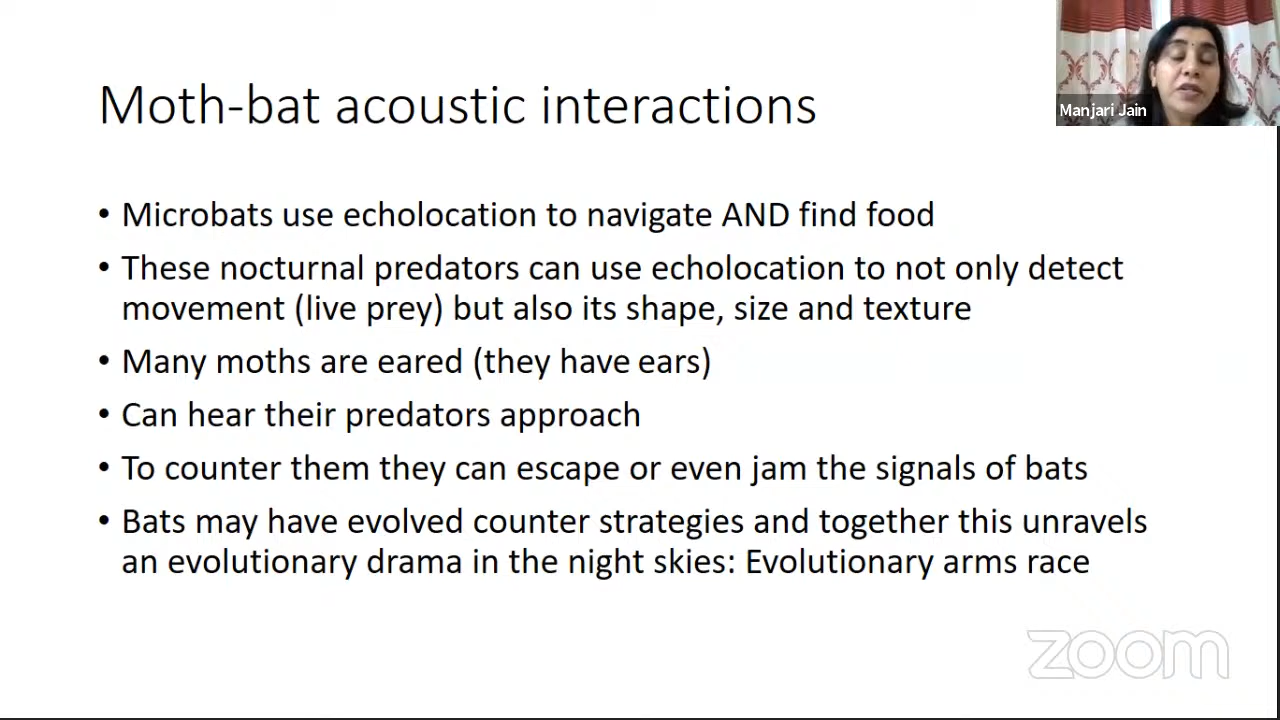 Moth-bat acoustic interactions
Manjari Jain
• Microbats use echolocation to navigate AND find food
• These nocturnal predators can use echolocation to not only detect
movement (live prey) but also its shape, size and texture
• Many moths are eared (they have ears)
• Can hear their predators approach
• To counter them they can escape or even jam the signals of bats
• Bats may have evolved counter strategies and together this unravels
an evolutionary drama in the night skies: Evolutionary arms race
zoom